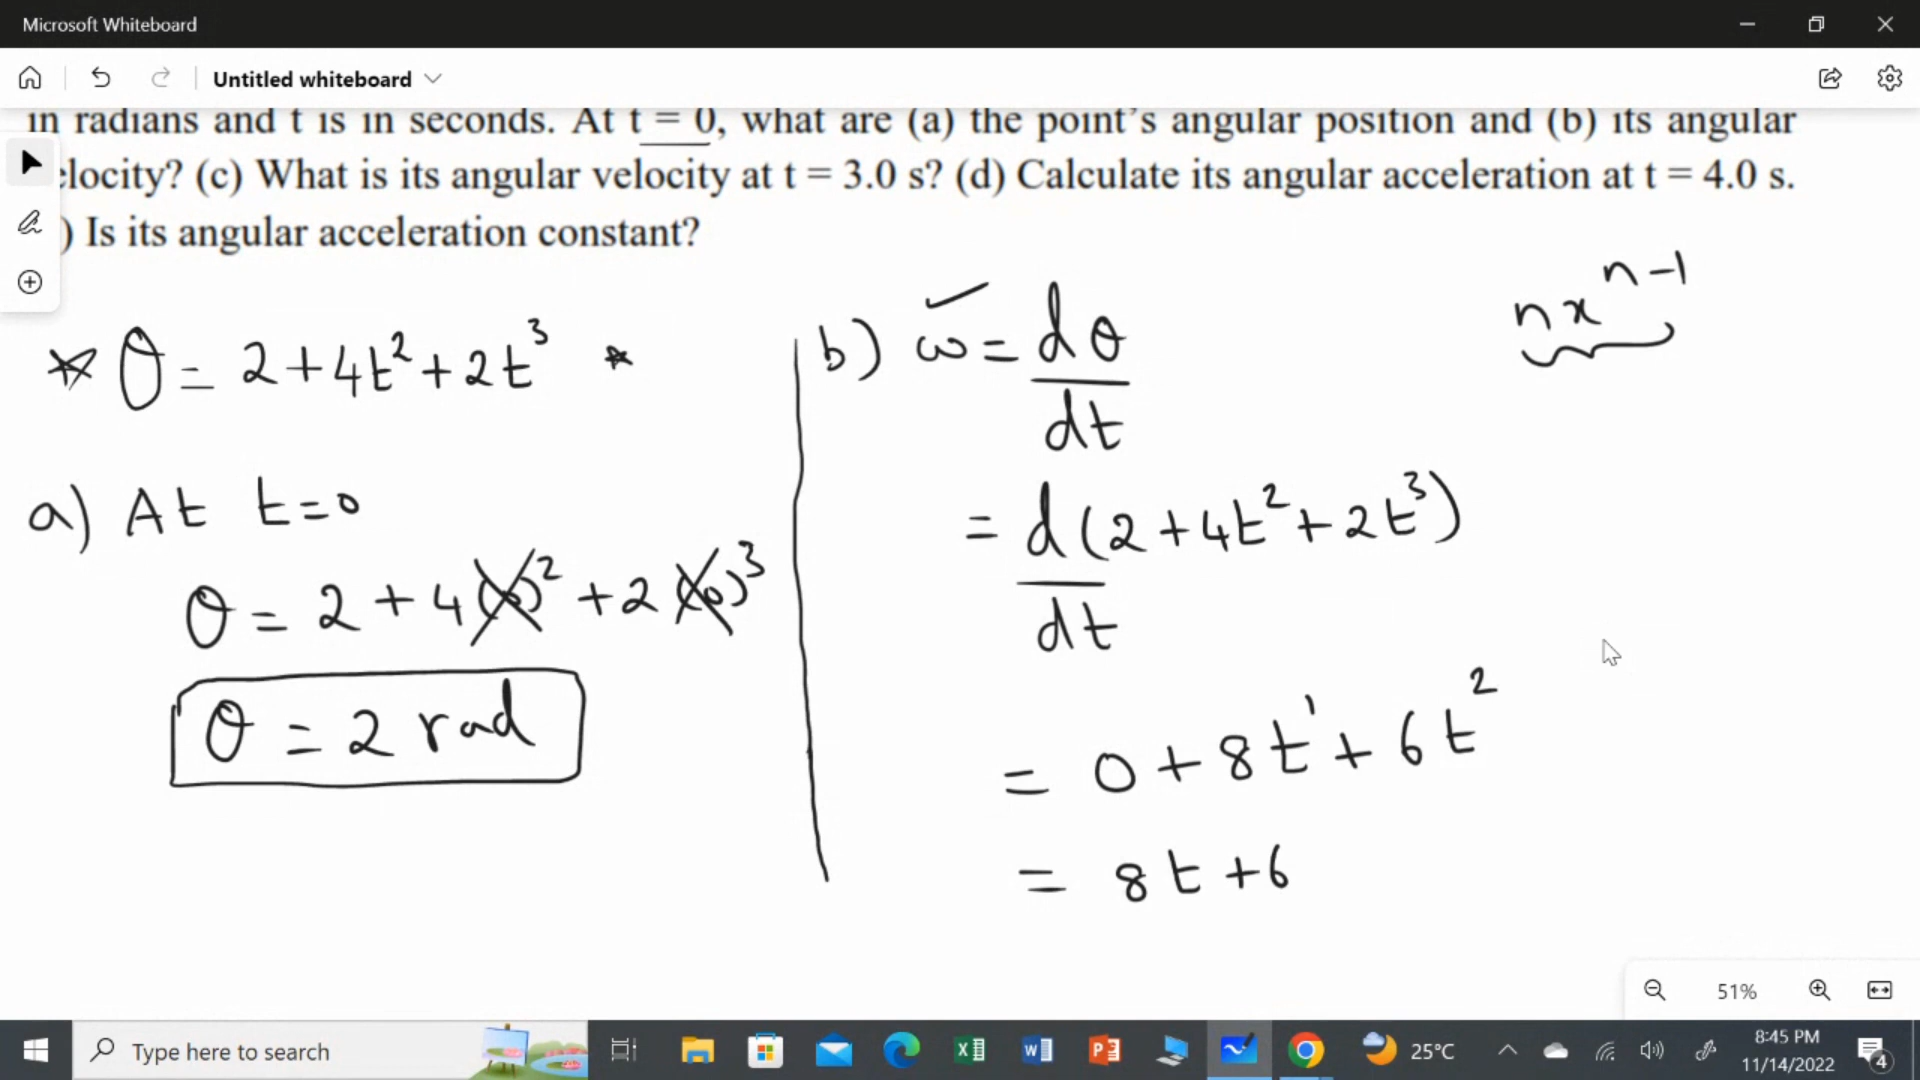 Microsoft Whiteboard
Untitled whiteboard
in radians and t is in seconds. At t = 0, what are (a) the point's angular position and (b) its angular
elocity? (c) What is its angular velocity at t = 3.0 s? (d) Calculate its angular acceleration at t = 4.0 s.
) Is its angular acceleration constant?
nx^(n-1)
* θ = 2 + 4t² + 2t³ *
a) At t = 0
θ = 2 + 4(0)² + 2(0)³
θ = 2 rad
b) ω = dθ
dt
= d(2 + 4t² + 2t³)
dt
= 0 + 8t¹ + 6t²
= 8t + 6
51%
Type here to search
25°C
8:45 PM
11/14/2022
4